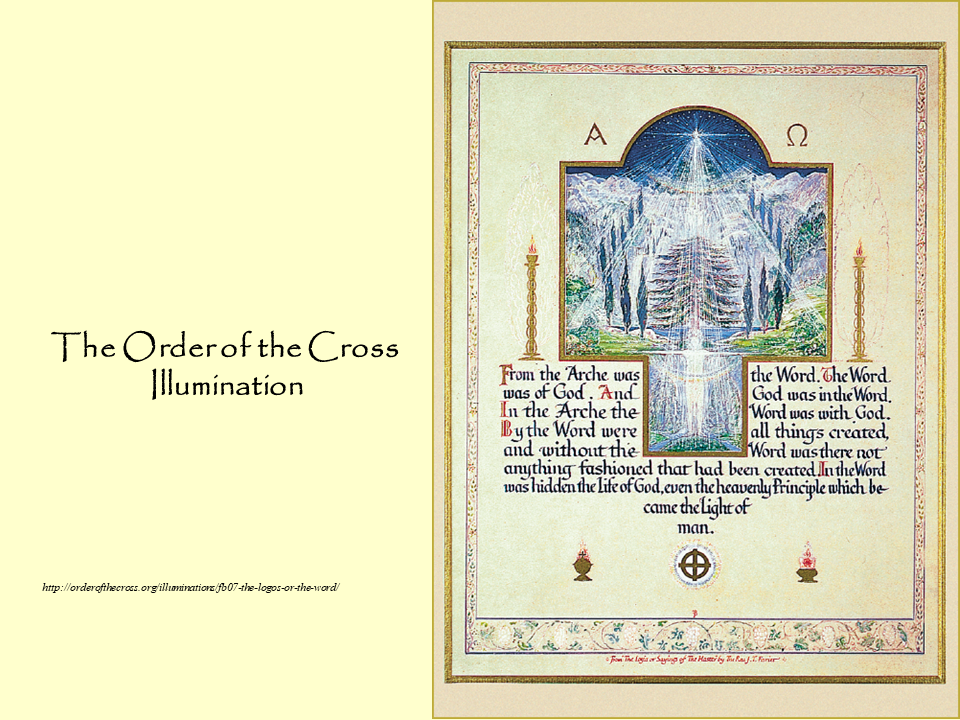 The Order of the Cross
Illumination
http://orderofthecross.org/illuminations/fb07-the-logos-or-the-word/
Α Ω
From the Arche was the Word. The Word
was of God. And God was in the Word.
In the Arche the Word was with God.
By the Word were all things created,
and without the Word was there not
anything fashioned that had been created. In the Word
was hidden the Life of God, even the heavenly Principle which be-
came the Light of
man.
From "The Logia or Sayings of The Master" by The Rev. J. T. Ferrier